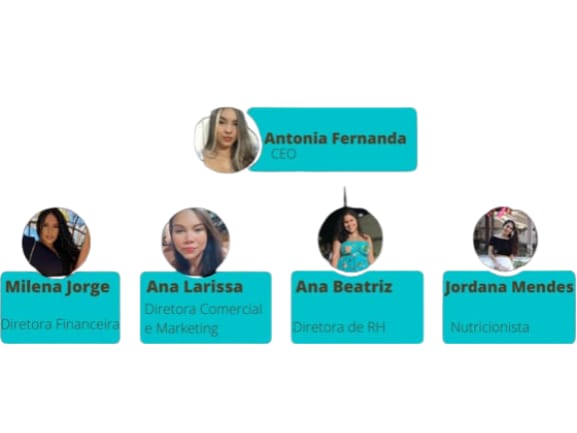 Antonia Fernanda
CEO
Milena Jorge
Diretora Financeira
Ana Larissa
Diretora Comercial
e Marketing
Ana Beatriz
Diretora de RH
Jordana Mendes
Nutricionista